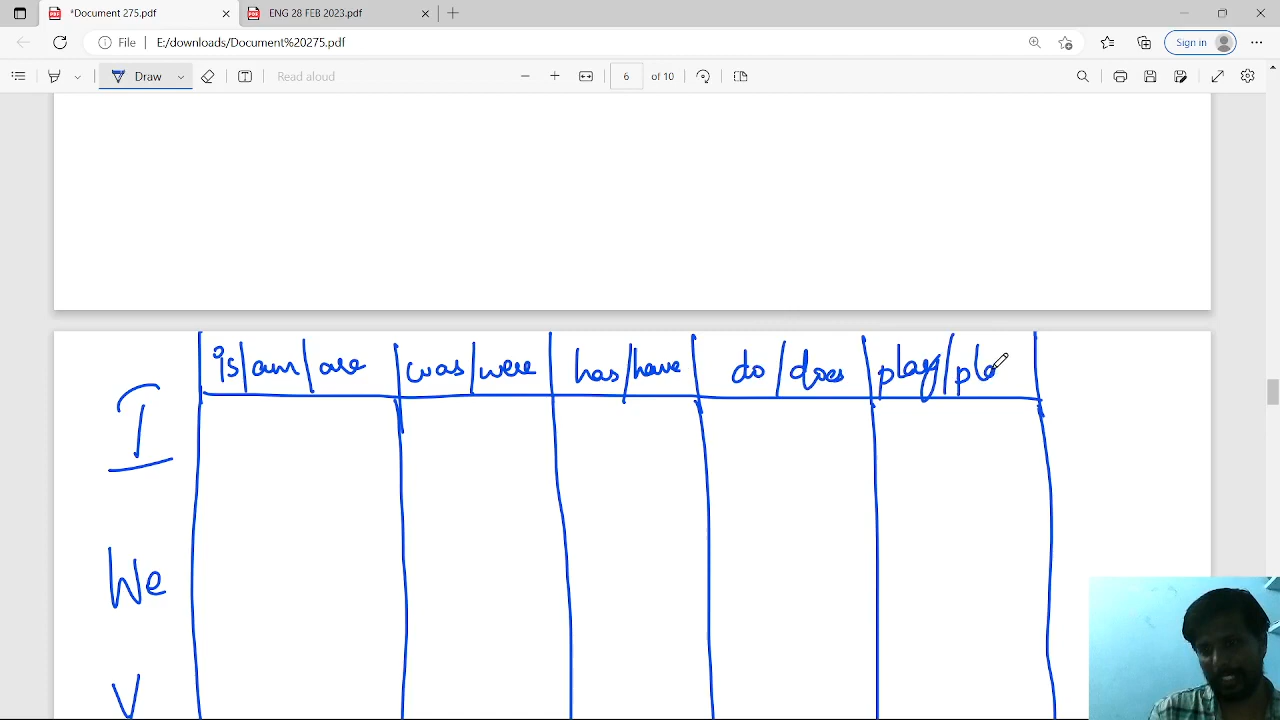 *Document 275.pdf
ENG 28 FEB 2023.pdf
File E:/downloads/Document%20275.pdf
Sign in
Draw Read aloud 6 of 10
is/am/are was/were has/have do/does play/pla
I
We
Y